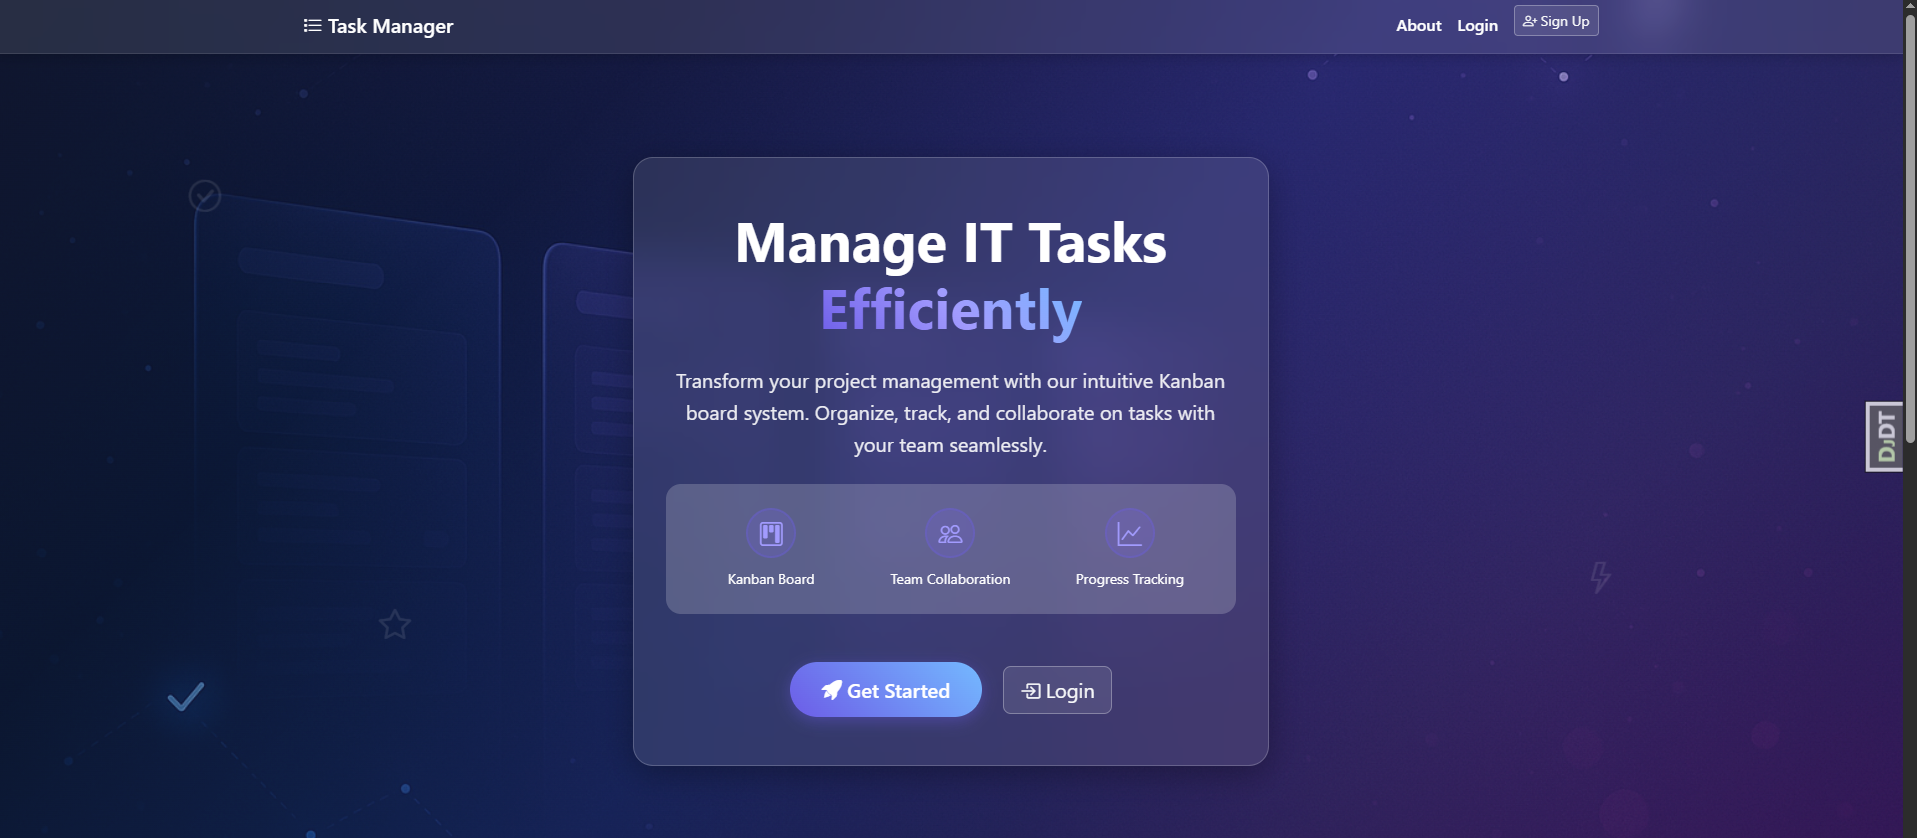 Task Manager
About
Login
Sign Up
Manage IT Tasks
Efficiently
Transform your project management with our intuitive Kanban
board system. Organize, track, and collaborate on tasks with
your team seamlessly.
Kanban Board
Team Collaboration
Progress Tracking
Get Started
Login
DJDT